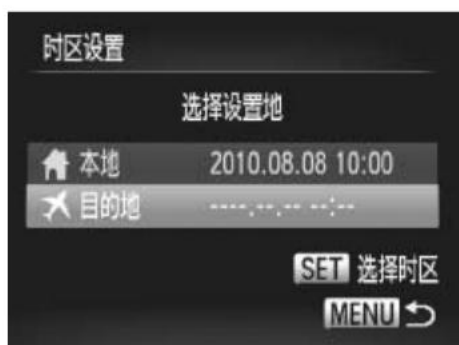 时区设置
选择设置地
本地 2010.08.08 10:00
目的地 ----.--.-- --:--
SET 选择时区
MENU